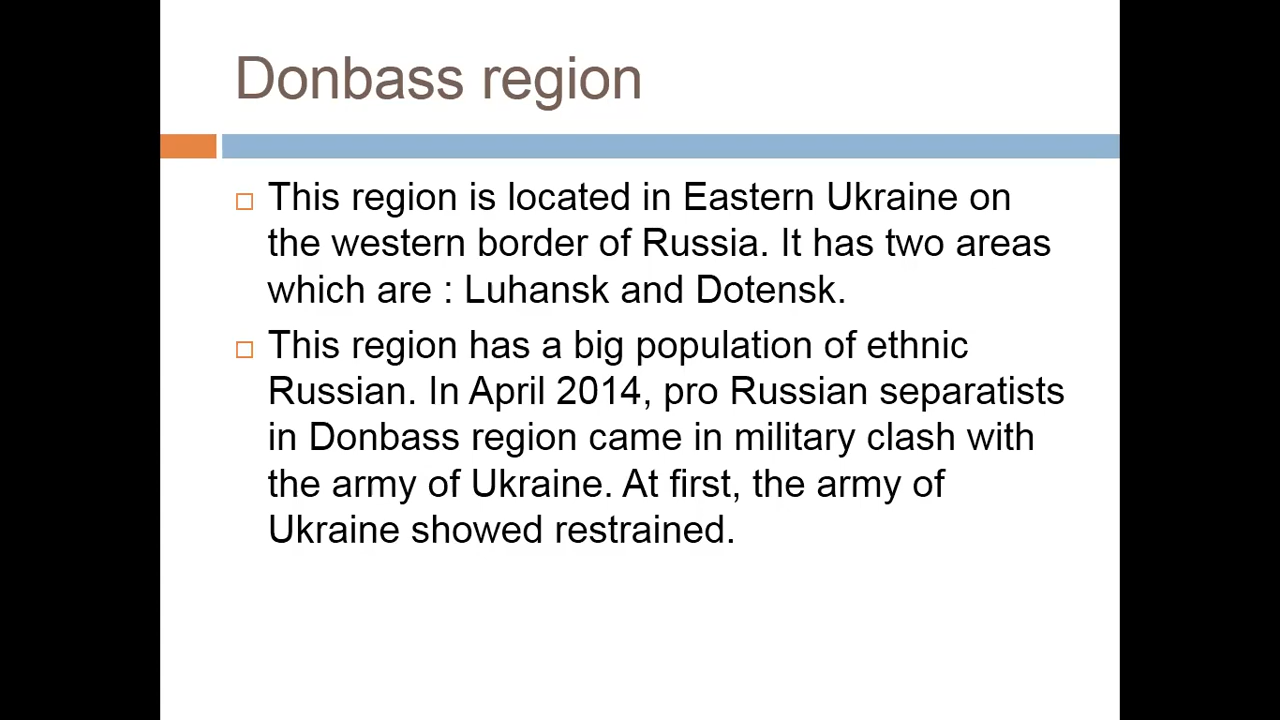 Donbass region
This region is located in Eastern Ukraine on
the western border of Russia. It has two areas
which are : Luhansk and Dotensk.
This region has a big population of ethnic
Russian. In April 2014, pro Russian separatists
in Donbass region came in military clash with
the army of Ukraine. At first, the army of
Ukraine showed restrained.